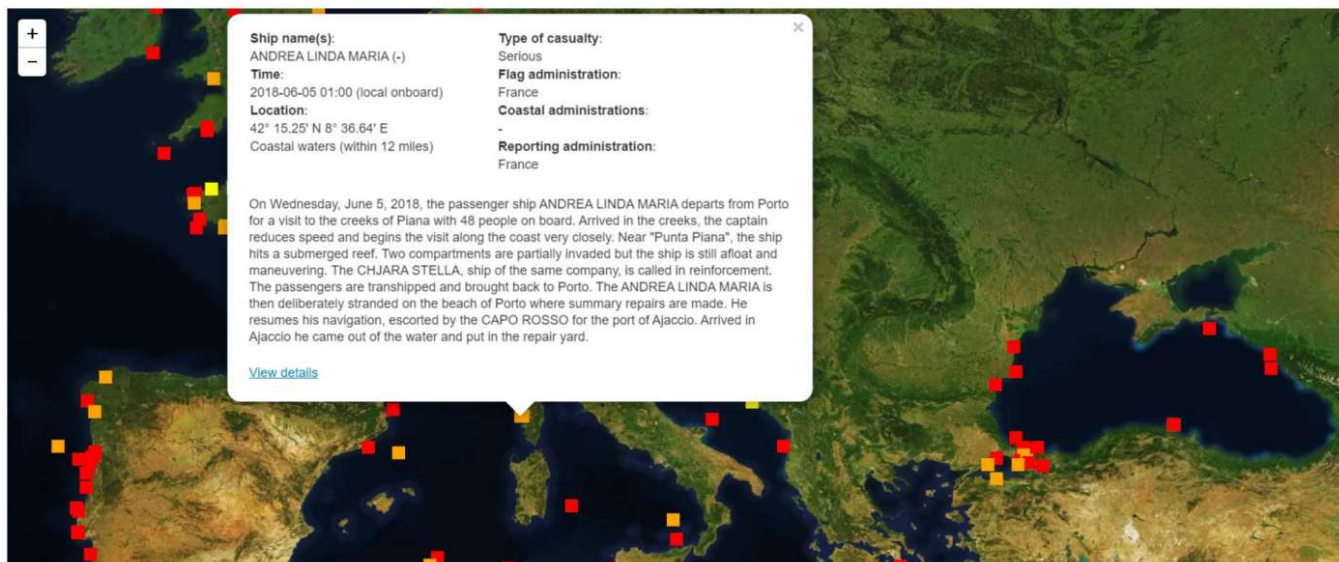 +
−
×
Ship name(s):
ANDREA LINDA MARIA (-)
Time:
2018-06-05 01:00 (local onboard)
Location:
42° 15.25' N 8° 36.64' E
Coastal waters (within 12 miles)
Type of casualty:
Serious
Flag administration:
France
Coastal administrations:
-
Reporting administration:
France
On Wednesday, June 5, 2018, the passenger ship ANDREA LINDA MARIA departs from Porto
for a visit to the creeks of Piana with 48 people on board. Arrived in the creeks, the captain
reduces speed and begins the visit along the coast very closely. Near "Punta Piana", the ship
hits a submerged reef. Two compartments are partially invaded but the ship is still afloat and
maneuvering. The CHJARA STELLA, ship of the same company, is called in reinforcement.
The passengers are transhipped and brought back to Porto. The ANDREA LINDA MARIA is
then deliberately stranded on the beach of Porto where summary repairs are made. He
resumes his navigation, escorted by the CAPO ROSSO for the port of Ajaccio. Arrived in
Ajaccio he came out of the water and put in the repair yard.
View details